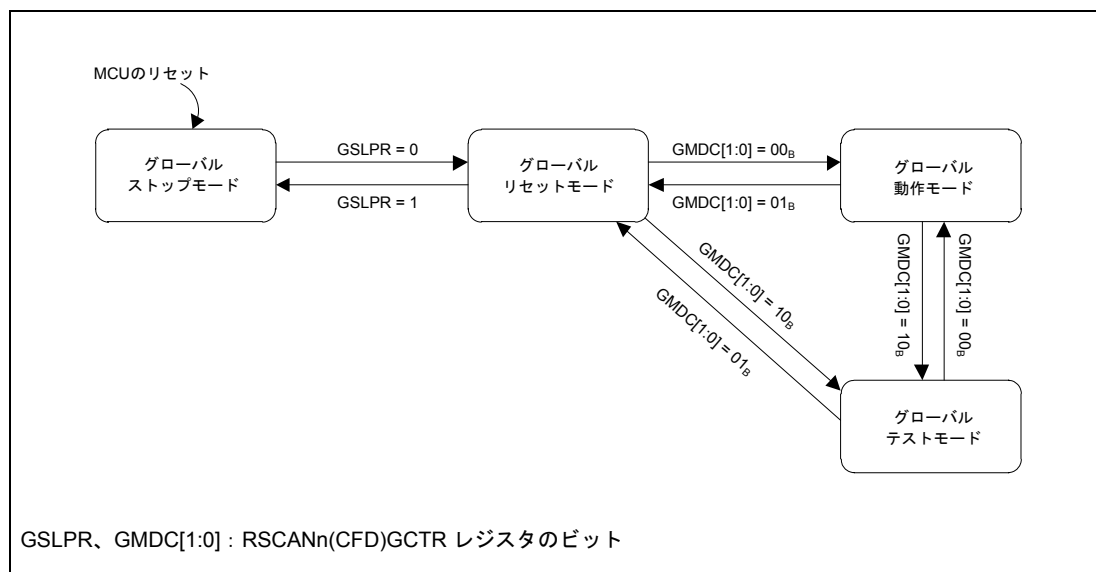 MCUのリセット
グローバル
ストップモード
GSLPR = 0
GSLPR = 1
グローバル
リセットモード
GMDC[1:0] = 00B
GMDC[1:0] = 01B
グローバル
動作モード
GMDC[1:0] = 10B
GMDC[1:0] = 01B
GMDC[1:0] = 10B
GMDC[1:0] = 00B
グローバル
テストモード
GSLPR、GMDC[1:0]：RSCANn(CFD)GCTR レジスタのビット